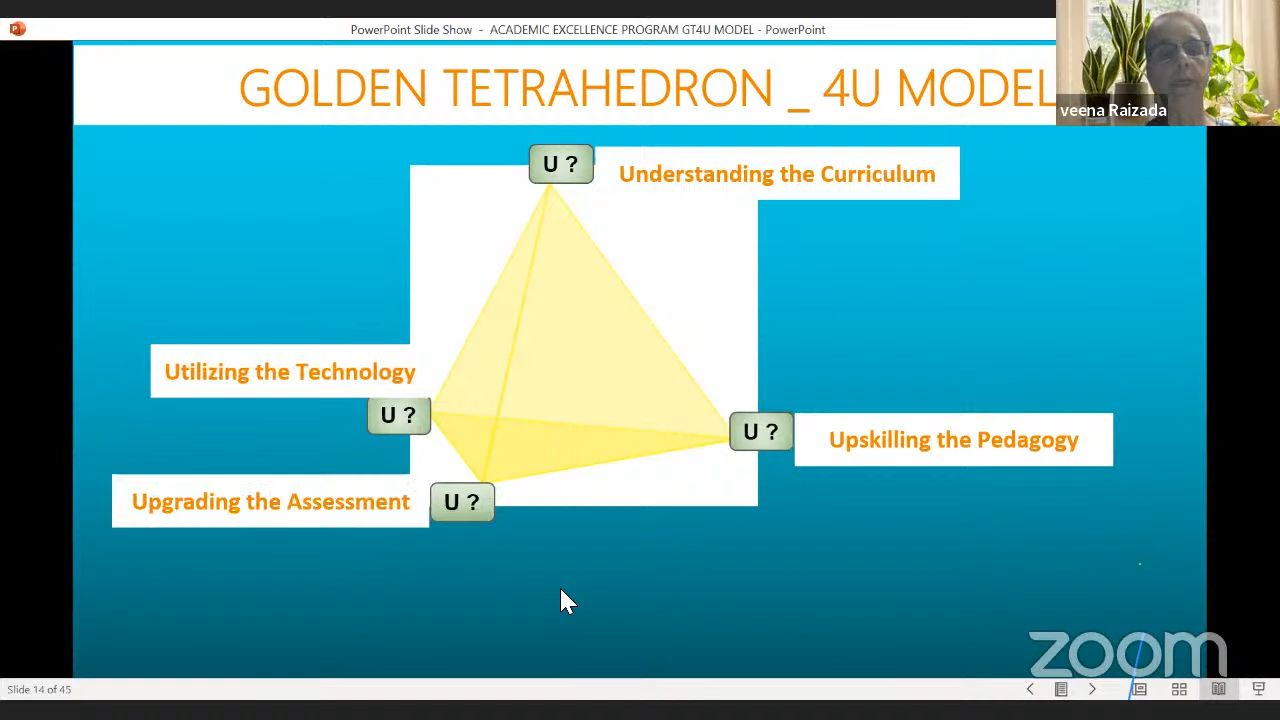 PowerPoint Slide Show - ACADEMIC EXCELLENCE PROGRAM GT4U MODEL - PowerPoint
GOLDEN TETRAHEDRON _ 4U MODEL
veena Raizada
U ?
Understanding the Curriculum
Utilizing the Technology
U ?
U ?
Upskilling the Pedagogy
Upgrading the Assessment
U ?
zoom
Slide 14 of 45